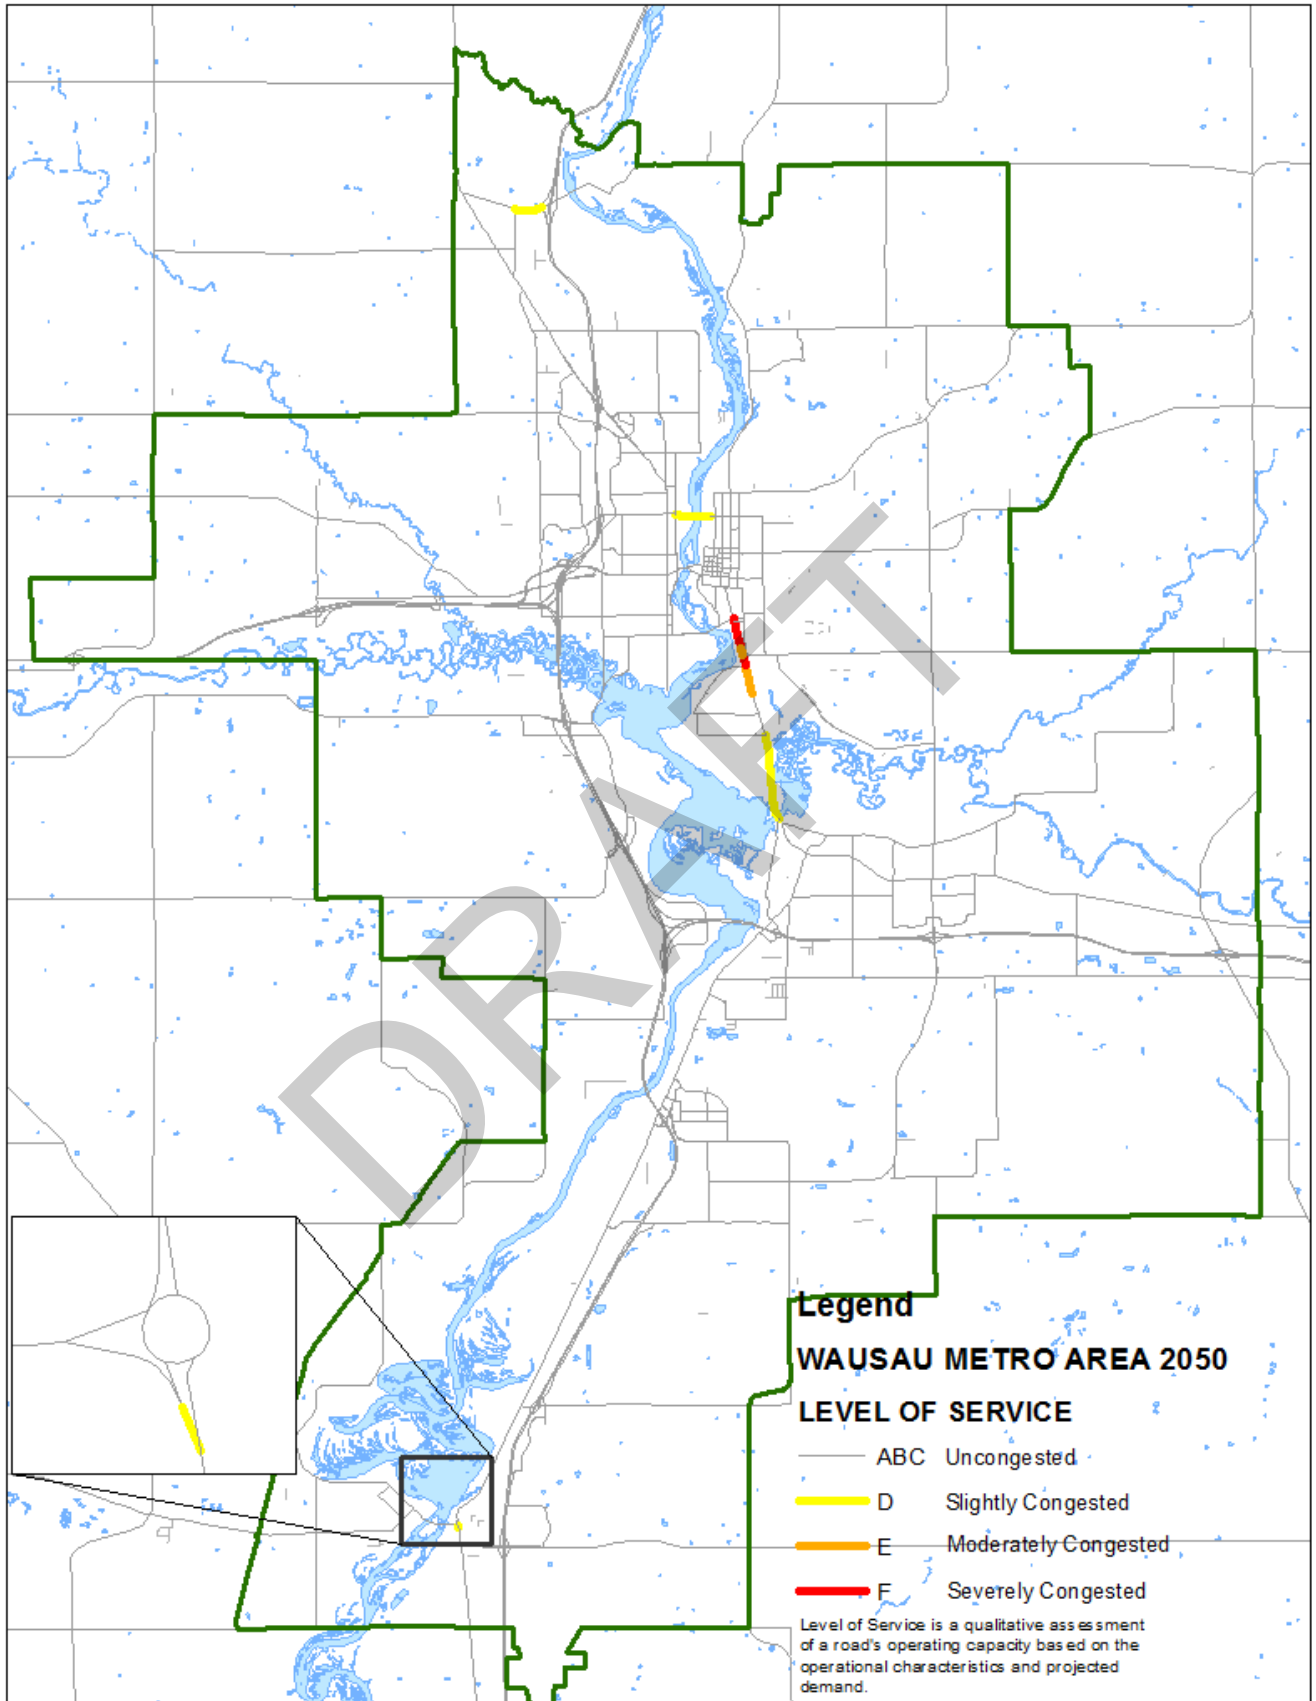 DRAFT
Legend
WAUSAU METRO AREA 2050
LEVEL OF SERVICE
ABC Uncongested
D Slightly Congested
E Moderately Congested
F Severely Congested
Level of Service is a qualitative assessment
of a road's operating capacity based on the
operational characteristics and projected
demand.